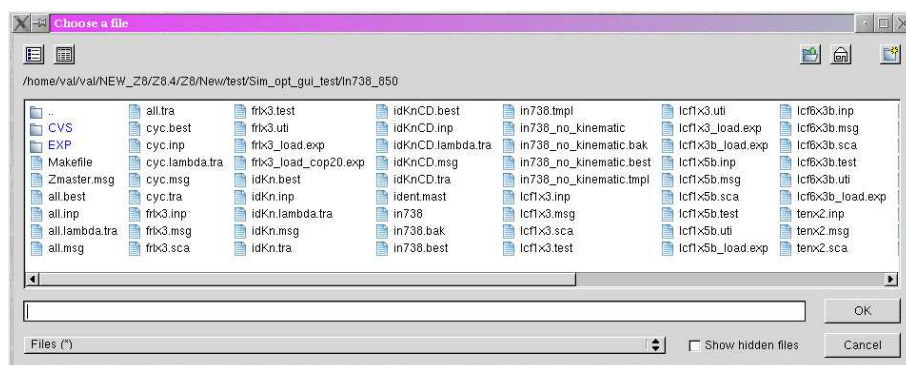 Choose a file
/home/val/val/NEW_Z8/Z8.4/Z8/New/test/Sim_opt_gui_test/In738_850
.. all.tra frlx3.test idKnCD.best in738.tmpl lcf1x3.uti lcf6x3b.inp
CVS cyc.best frlx3.uti idKnCD.inp in738_no_kinematic lcf1x3_load.exp lcf6x3b.msg
EXP cyc.inp frlx3_load.exp idKnCD.lambda.tra in738_no_kinematic.bak lcf1x3b_load.exp lcf6x3b.sca
Makefile cyc.lambda.tra frlx3_load_cop20.exp idKnCD.msg in738_no_kinematic.best lcf1x5b.inp lcf6x3b.test
Zmaster.msg cyc.msg idKn.best idKnCD.tra in738_no_kinematic.tmpl lcf1x5b.msg lcf6x3b.uti
all.best cyc.tra idKn.inp ident.mast lcf1x3.inp lcf1x5b.sca lcf6x3b_load.exp
all.inp frlx3.inp idKn.lambda.tra in738 lcf1x3.msg lcf1x5b.test tenx2.inp
all.lambda.tra frlx3.msg idKn.msg in738.bak lcf1x3.sca lcf1x5b.uti tenx2.msg
all.msg frlx3.sca idKn.tra in738.best lcf1x3.test lcf1x5b_load.exp tenx2.sca
OK
Files (*) Show hidden files Cancel